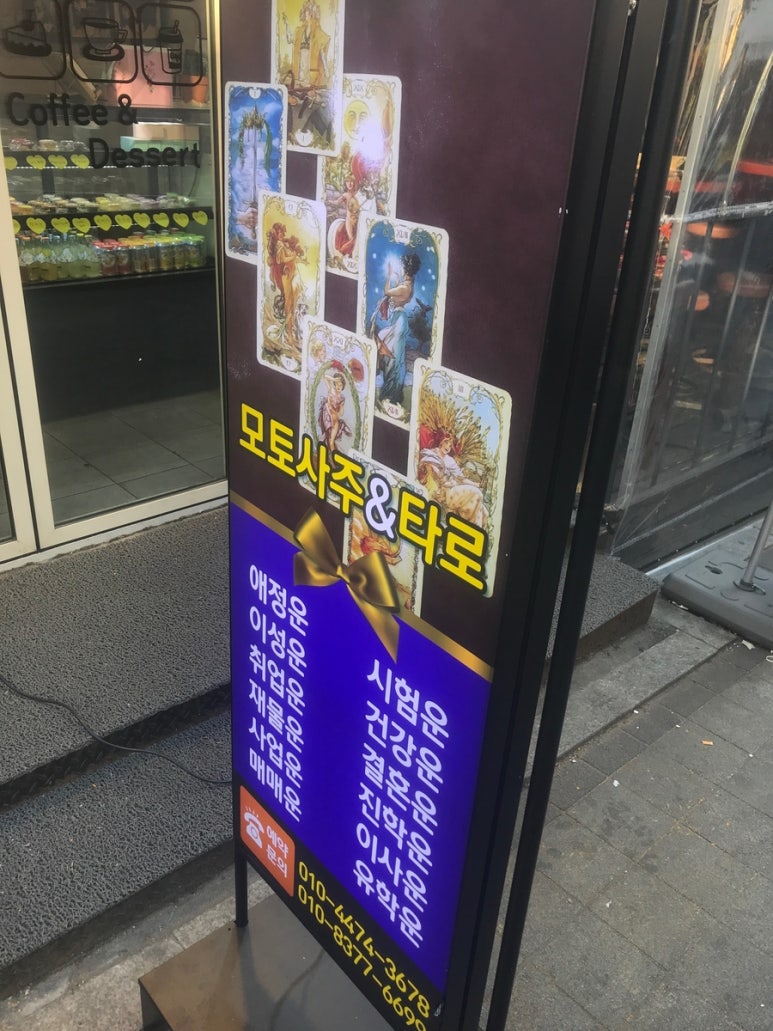 Coffee &
Dessert
모토사주&타로
애정운
이성운
취업운
재물운
사업운
매매운
시험운
건강운
결혼운
진학운
이사운
유학운
예약
문의
010-4474-3678
010-8377-6699